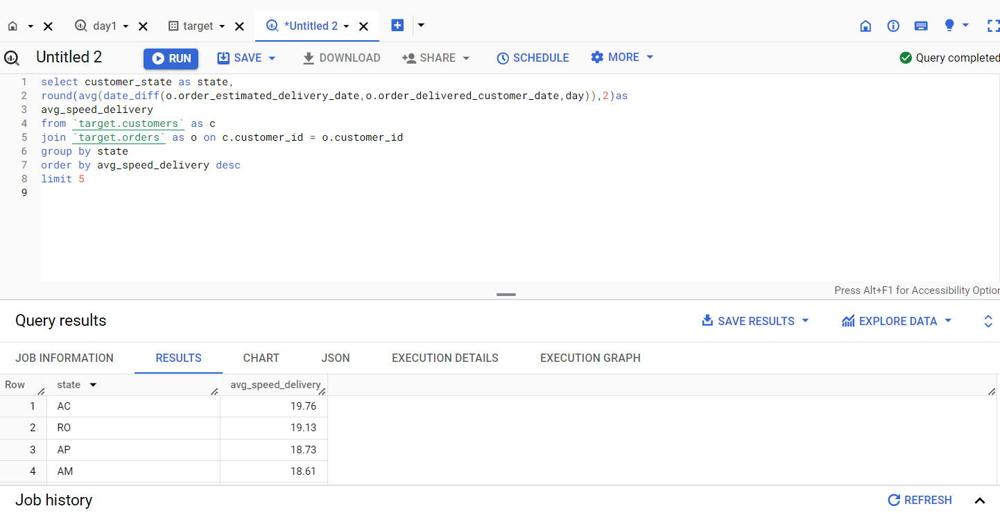 day1 target *Untitled 2
Untitled 2 RUN SAVE DOWNLOAD SHARE SCHEDULE MORE Query completed
1 select customer_state as state,
2 round(avg(date_diff(o.order_estimated_delivery_date,o.order_delivered_customer_date,day)),2)as
3 avg_speed_delivery
4 from `target.customers` as c
5 join `target.orders` as o on c.customer_id = o.customer_id
6 group by state
7 order by avg_speed_delivery desc
8 limit 5
9
Press Alt+F1 for Accessibility Optio
Query results SAVE RESULTS EXPLORE DATA
JOB INFORMATION RESULTS CHART JSON EXECUTION DETAILS EXECUTION GRAPH
Row state avg_speed_delivery
1 AC 19.76
2 RO 19.13
3 AP 18.73
4 AM 18.61
Job history REFRESH